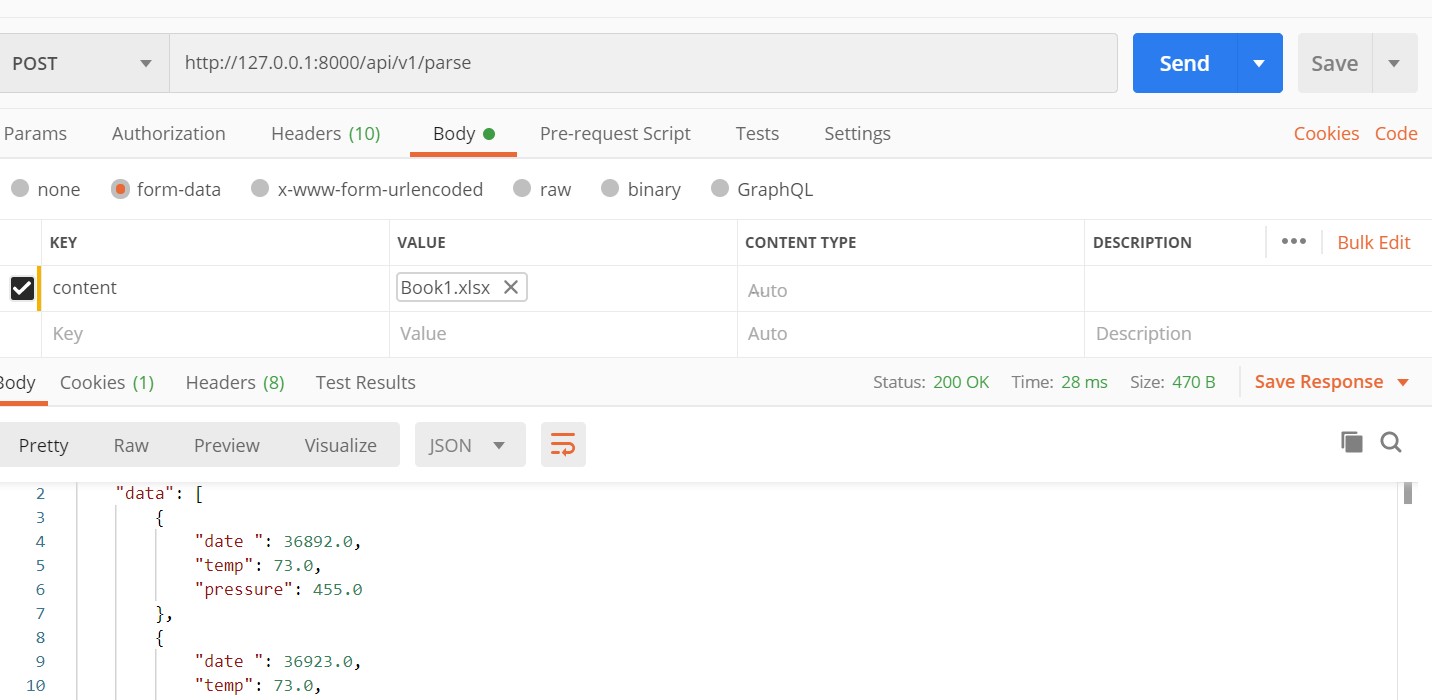 POST http://127.0.0.1:8000/api/v1/parse Send Save
Params Authorization Headers (10) Body Pre-request Script Tests Settings Cookies Code
none form-data x-www-form-urlencoded raw binary GraphQL
KEY VALUE CONTENT TYPE DESCRIPTION ••• Bulk Edit
content Book1.xlsx Auto
Key Value Auto Description
Body Cookies (1) Headers (8) Test Results Status: 200 OK Time: 28 ms Size: 470 B Save Response
Pretty Raw Preview Visualize JSON
2 "data": [
3 {
4 "date ": 36892.0,
5 "temp": 73.0,
6 "pressure": 455.0
7 },
8 {
9 "date ": 36923.0,
10 "temp": 73.0,